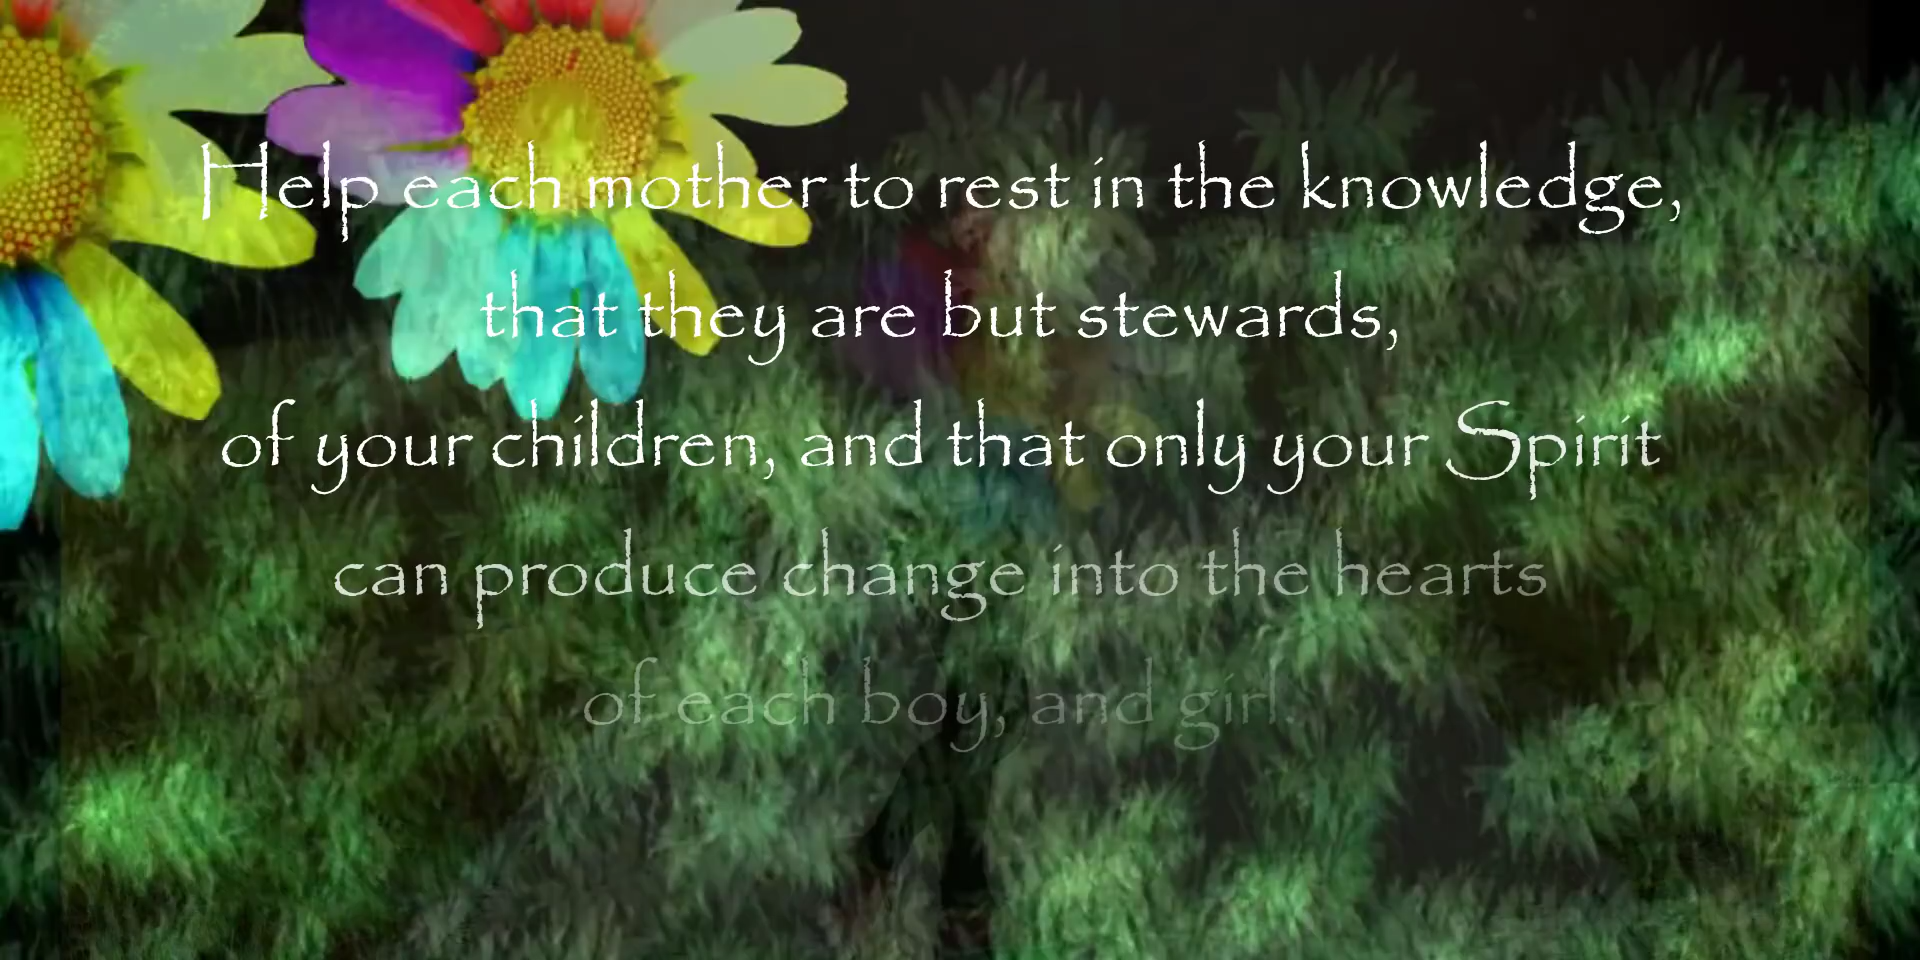 Help each mother to rest in the knowledge,
that they are but stewards,
of your children, and that only your Spirit
can produce change into the hearts
of each boy, and girl.